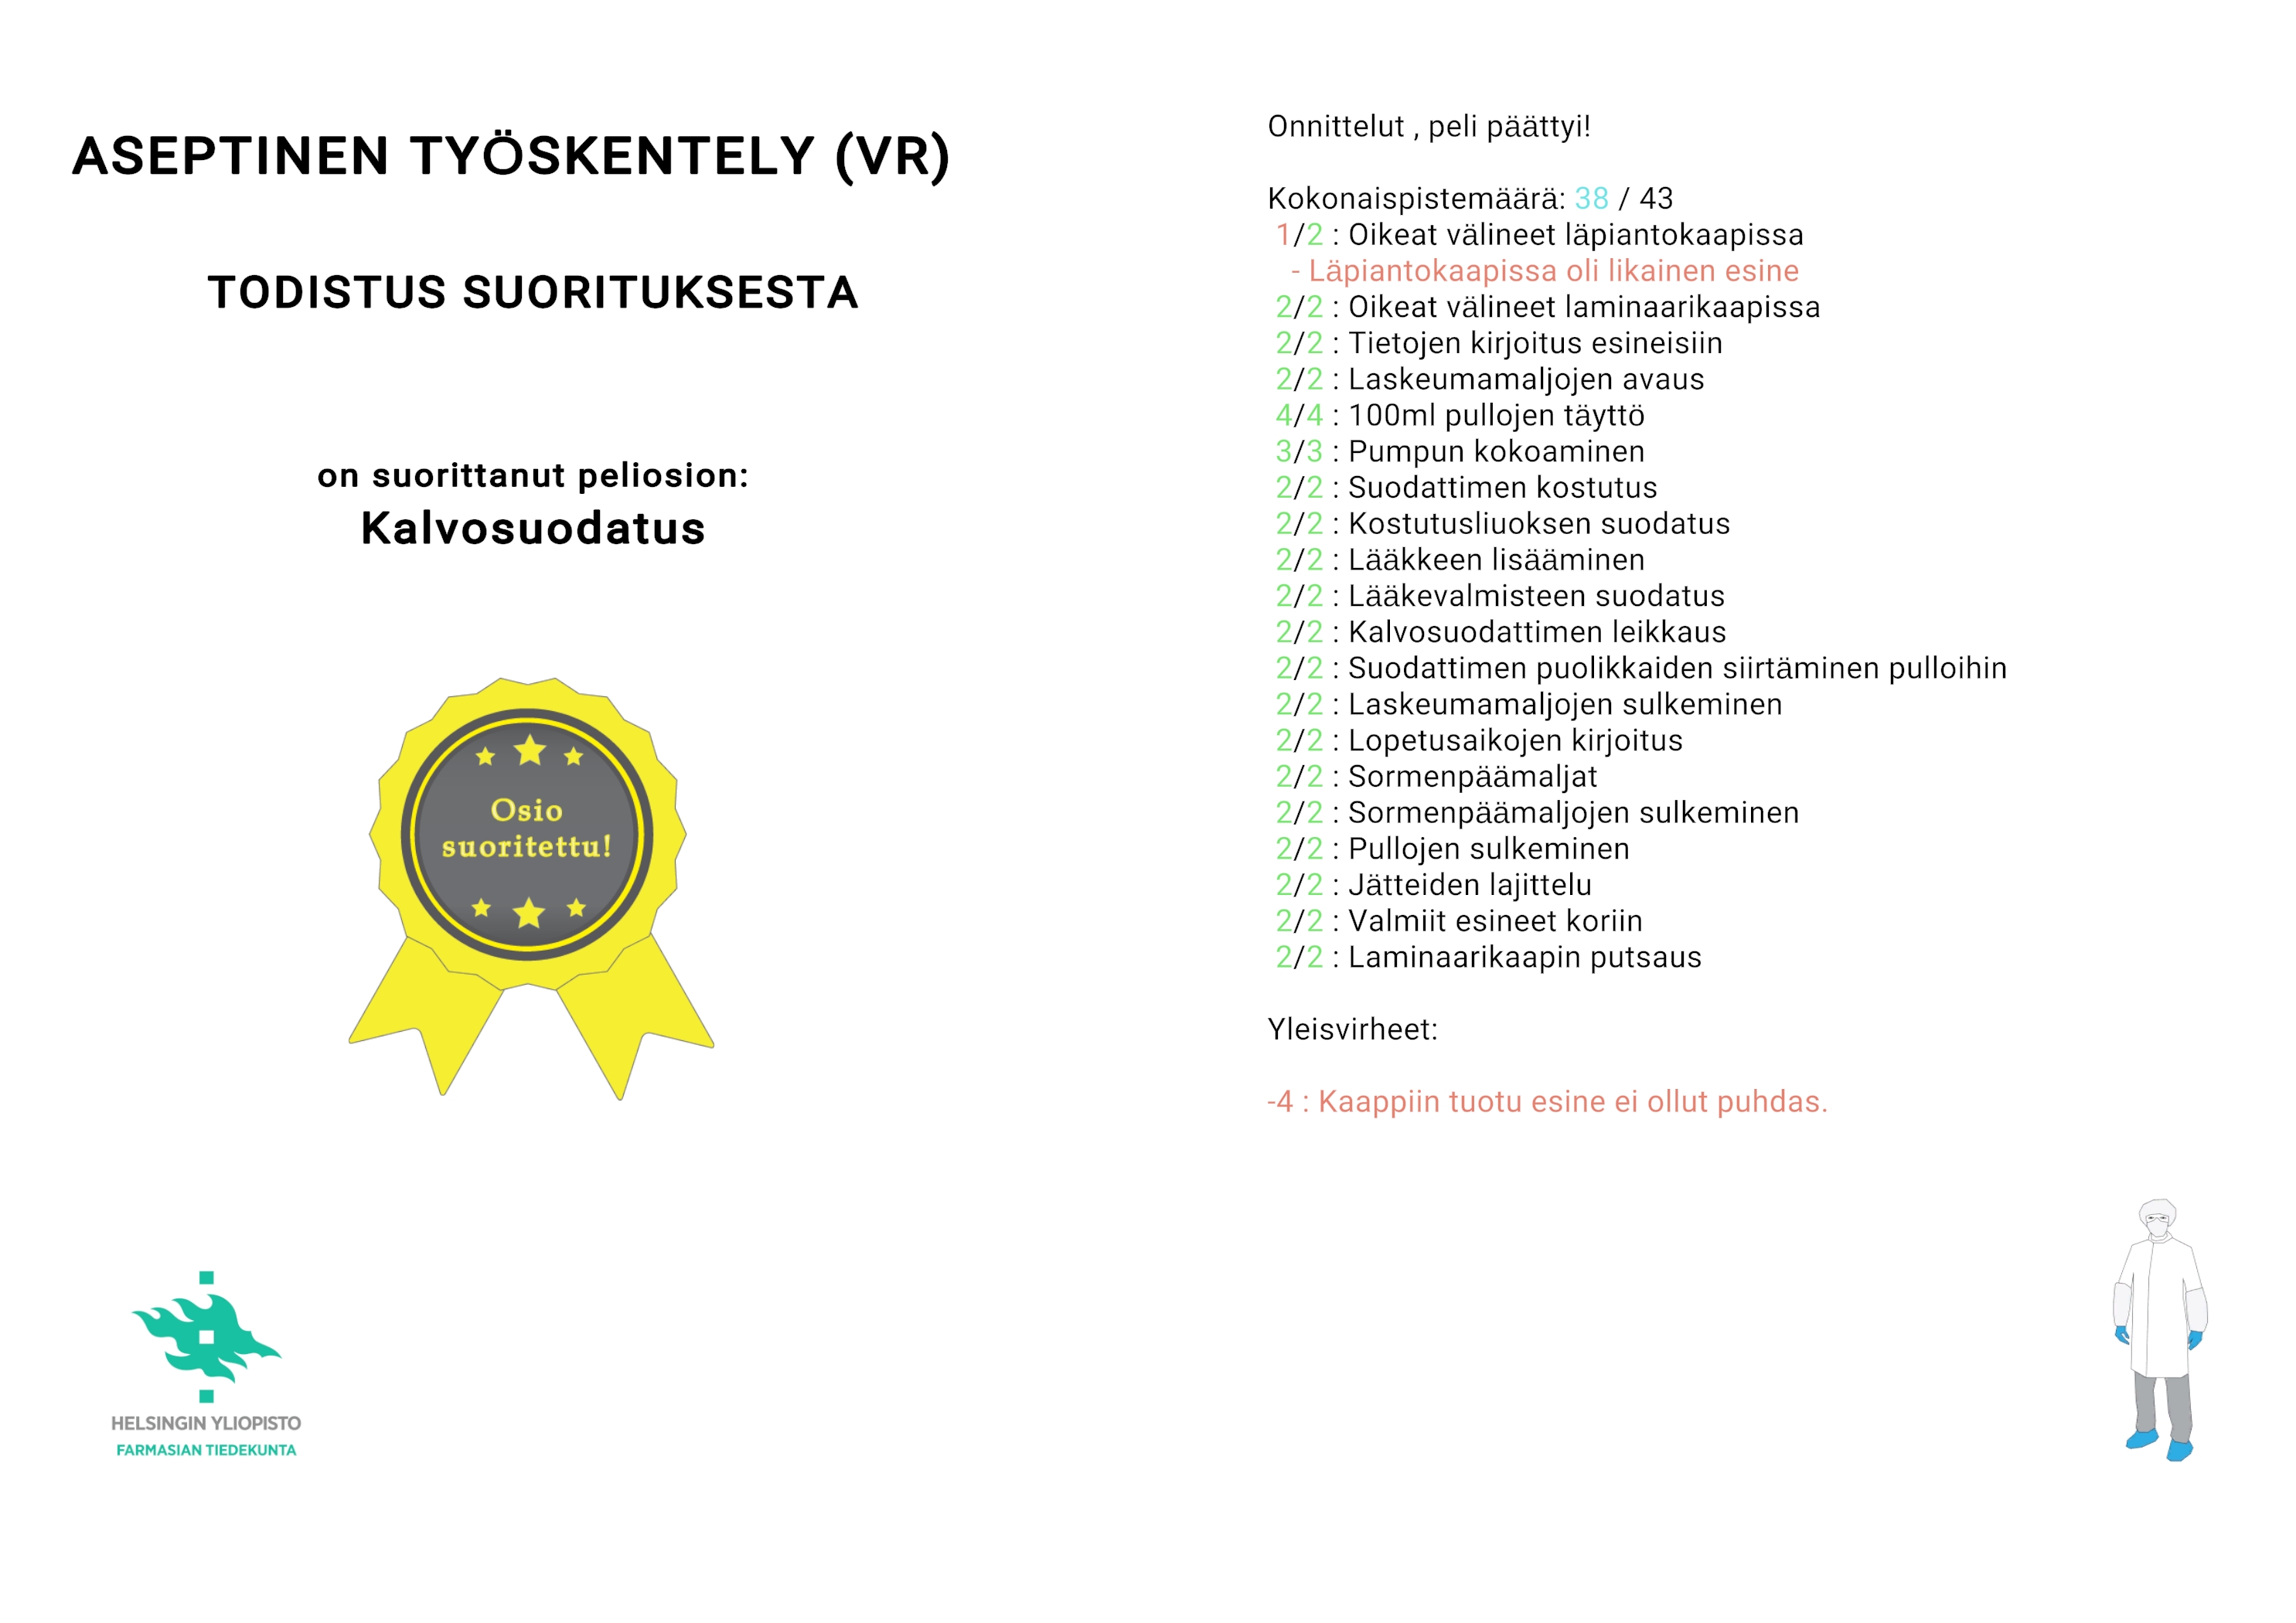 ASEPTINEN TYÖSKENTELY (VR)
TODISTUS SUORITUKSESTA
on suorittanut peliosion:
Kalvosuodatus
Osio
suoritettu!
HELSINGIN YLIOPISTO
FARMASIAN TIEDEKUNTA
Onnittelut , peli päättyi!
Kokonaispistemäärä: 38 / 43
1/2 : Oikeat välineet läpiantokaapissa
- Läpiantokaapissa oli likainen esine
2/2 : Oikeat välineet laminaarikaapissa
2/2 : Tietojen kirjoitus esineisiin
2/2 : Laskeumamaljojen avaus
4/4 : 100ml pullojen täyttö
3/3 : Pumpun kokoaminen
2/2 : Suodattimen kostutus
2/2 : Kostutusliuoksen suodatus
2/2 : Lääkkeen lisääminen
2/2 : Lääkevalmisteen suodatus
2/2 : Kalvosuodattimen leikkaus
2/2 : Suodattimen puolikkaiden siirtäminen pulloihin
2/2 : Laskeumamaljojen sulkeminen
2/2 : Lopetusaikojen kirjoitus
2/2 : Sormenpäämaljat
2/2 : Sormenpäämaljojen sulkeminen
2/2 : Pullojen sulkeminen
2/2 : Jätteiden lajittelu
2/2 : Valmiit esineet koriin
2/2 : Laminaarikaapin putsaus
Yleisvirheet:
-4 : Kaappiin tuotu esine ei ollut puhdas.